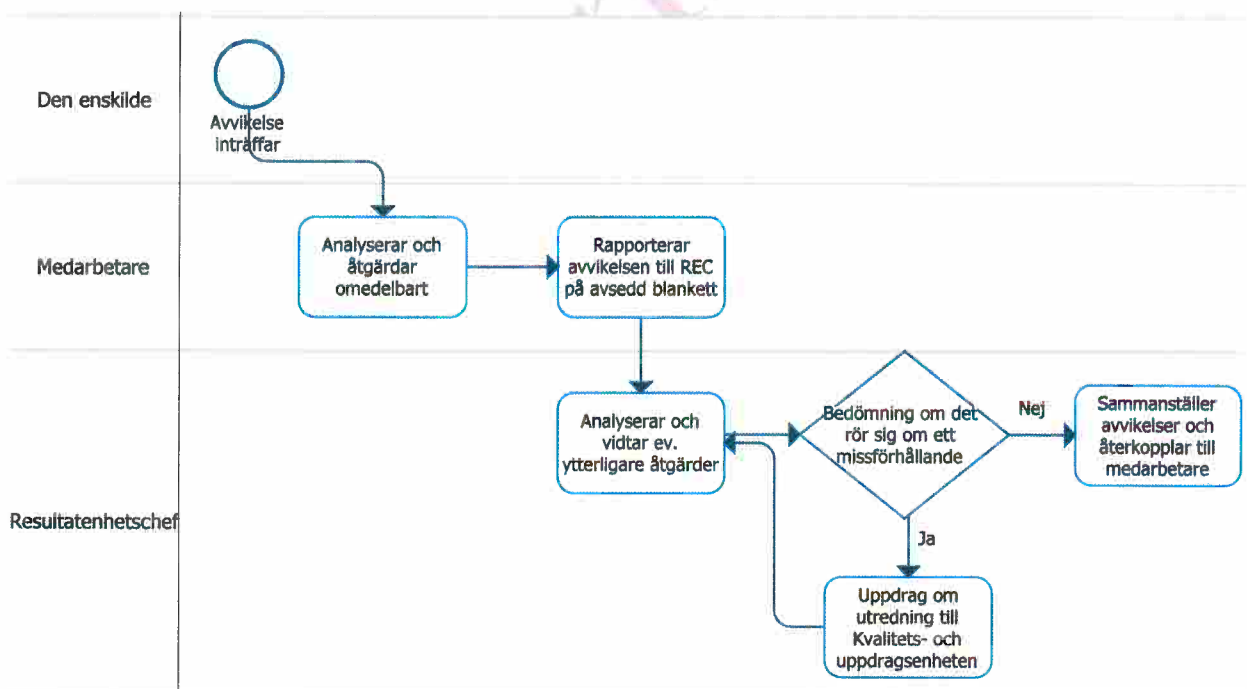 Den enskilde
Avvikelse
inträffar
Medarbetare
Analyserar och
åtgärdar
omedelbart
Rapporterar
avvikelsen till REC
på avsedd blankett
Resultatenhetschef
Analyserar och
vidtar ev.
ytterligare åtgärder
Bedömning om det
rör sig om ett
missförhållande
Nej
Sammanställer
avvikelser och
återkopplar till
medarbetare
Ja
Uppdrag om
utredning till
Kvalitets- och
uppdragsenheten